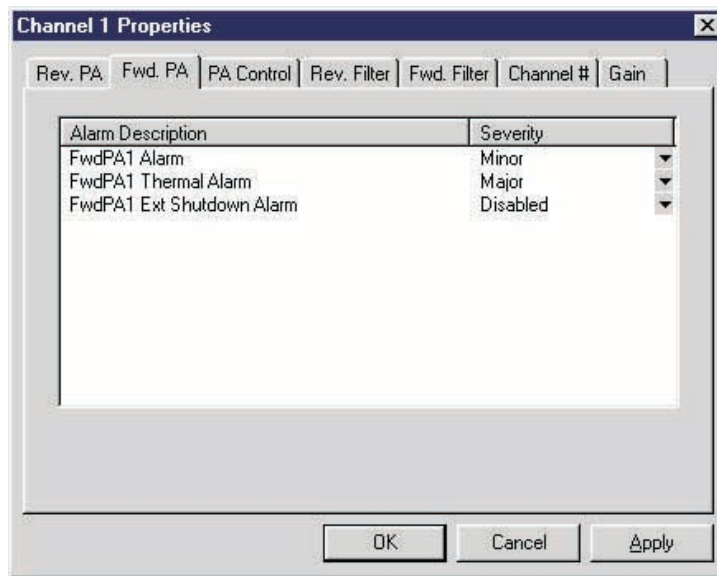 Channel 1 Properties
Rev. PA Fwd. PA PA Control Rev. Filter Fwd. Filter Channel # Gain
Alarm Description Severity
FwdPA1 Alarm Minor
FwdPA1 Thermal Alarm Major
FwdPA1 Ext Shutdown Alarm Disabled
OK Cancel Apply